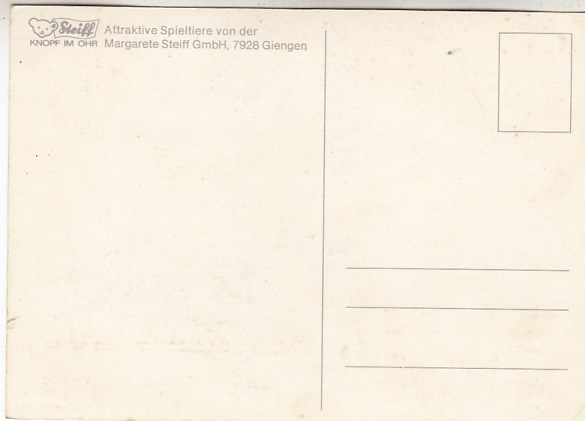 Steiff
KNOPF IM OHR
Attraktive Spieltiere von der
Margarete Steiff GmbH, 7928 Giengen